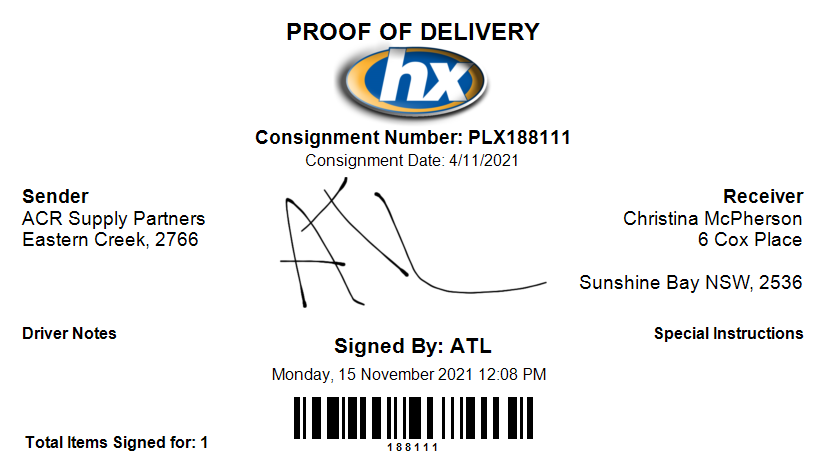 PROOF OF DELIVERY
hx
Consignment Number: PLX188111
Consignment Date: 4/11/2021
Sender
ACR Supply Partners
Eastern Creek, 2766
ATL
Receiver
Christina McPherson
6 Cox Place
Sunshine Bay NSW, 2536
Driver Notes
Special Instructions
Signed By: ATL
Monday, 15 November 2021 12:08 PM
188111
Total Items Signed for: 1